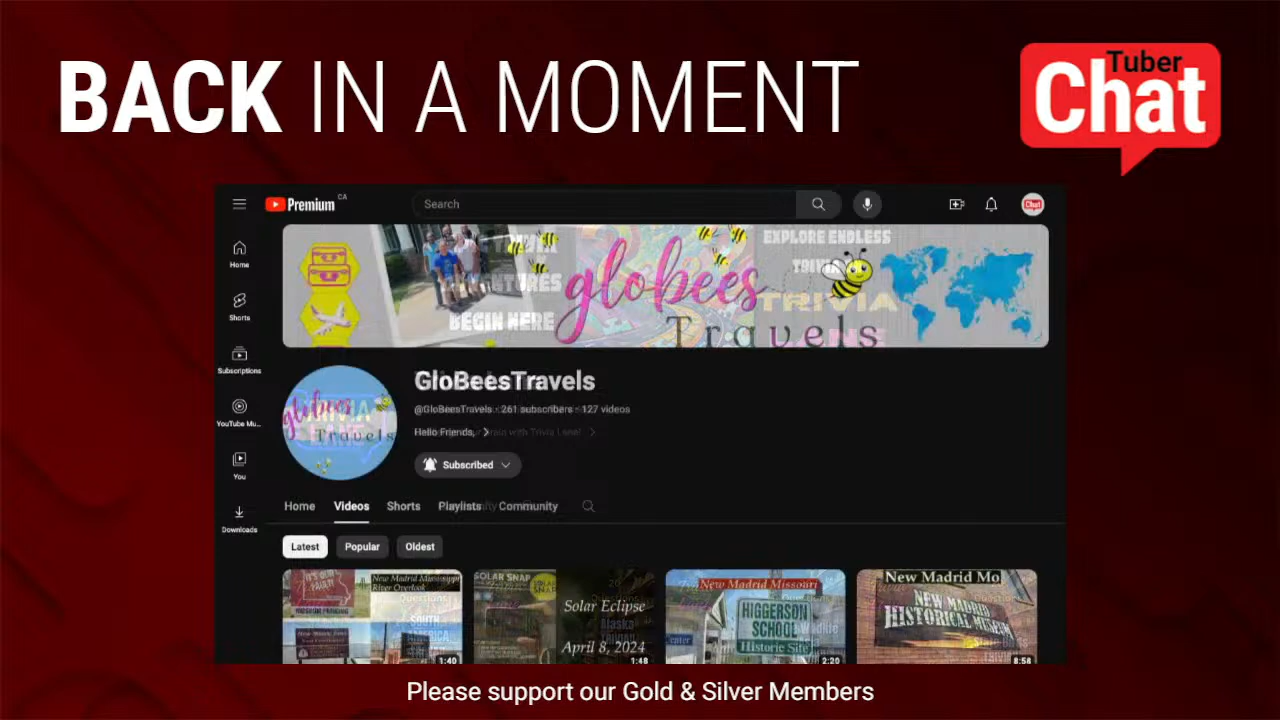 BACK IN A MOMENT
Tuber
Chat
Premium
CA
Search
Home
Shorts
Subscriptions
YouTube Mu...
You
Downloads
EXPLORE ENDLESS
TRIVIA
BEGIN HERE
globees
Travels
TRIVIA
GloBeesTravels
@GloBeesTravels · 261 subscribers · 127 videos
Hello Friends,
Subscribed
Home
Videos
Shorts
Playlists
Community
Latest
Popular
Oldest
New Madrid Mississippi
River Overlook
1:40
SOLAR SNAP
Solar Eclipse
April 8, 2024
1:48
New Madrid Missouri
HIGGERSON
SCHOOL
Historic Site
2:20
New Madrid Mo
NEW MADRID
HISTORICAL MUSEUM
8:58
Please support our Gold & Silver Members